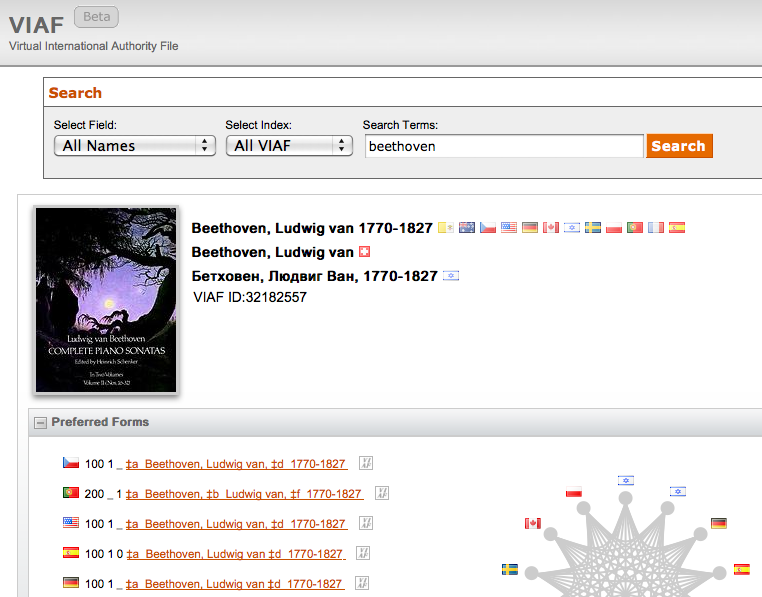 VIAF Beta
Virtual International Authority File
Search
Select Field: Select Index: Search Terms:
All Names All VIAF beethoven Search
Beethoven, Ludwig van 1770-1827
Beethoven, Ludwig van
Бетховен, Людвиг Ван, 1770-1827
VIAF ID:32182557
Ludwig van Beethoven
COMPLETE PIANO SONATAS
Edited by Heinrich Schenker
In Two Volumes
Volume II (Nos. 16-32)
Preferred Forms
100 1 _ ‡a Beethoven, Ludwig van, ‡d 1770-1827
200 _ 1 ‡a Beethoven, ‡b Ludwig van, ‡f 1770-1827
100 1 _ ‡a Beethoven, Ludwig van, ‡d 1770-1827
100 1 0 ‡a Beethoven, Ludwig van ‡d 1770-1827
100 1 _ ‡a Beethoven, Ludwig van ‡d 1770-1827